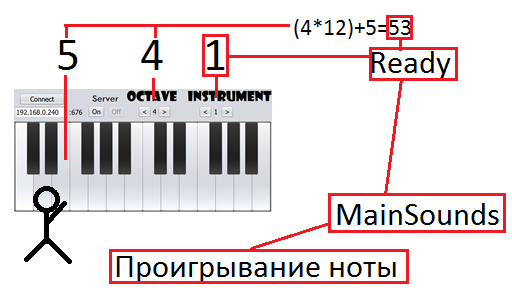 (4*12)+5=53
5 4 1
Ready
Connect Server OCTAVE INSTRUMENT
192.168.0.240 :676 On Off < 4 > < 1 >
MainSounds
Проигрывание ноты